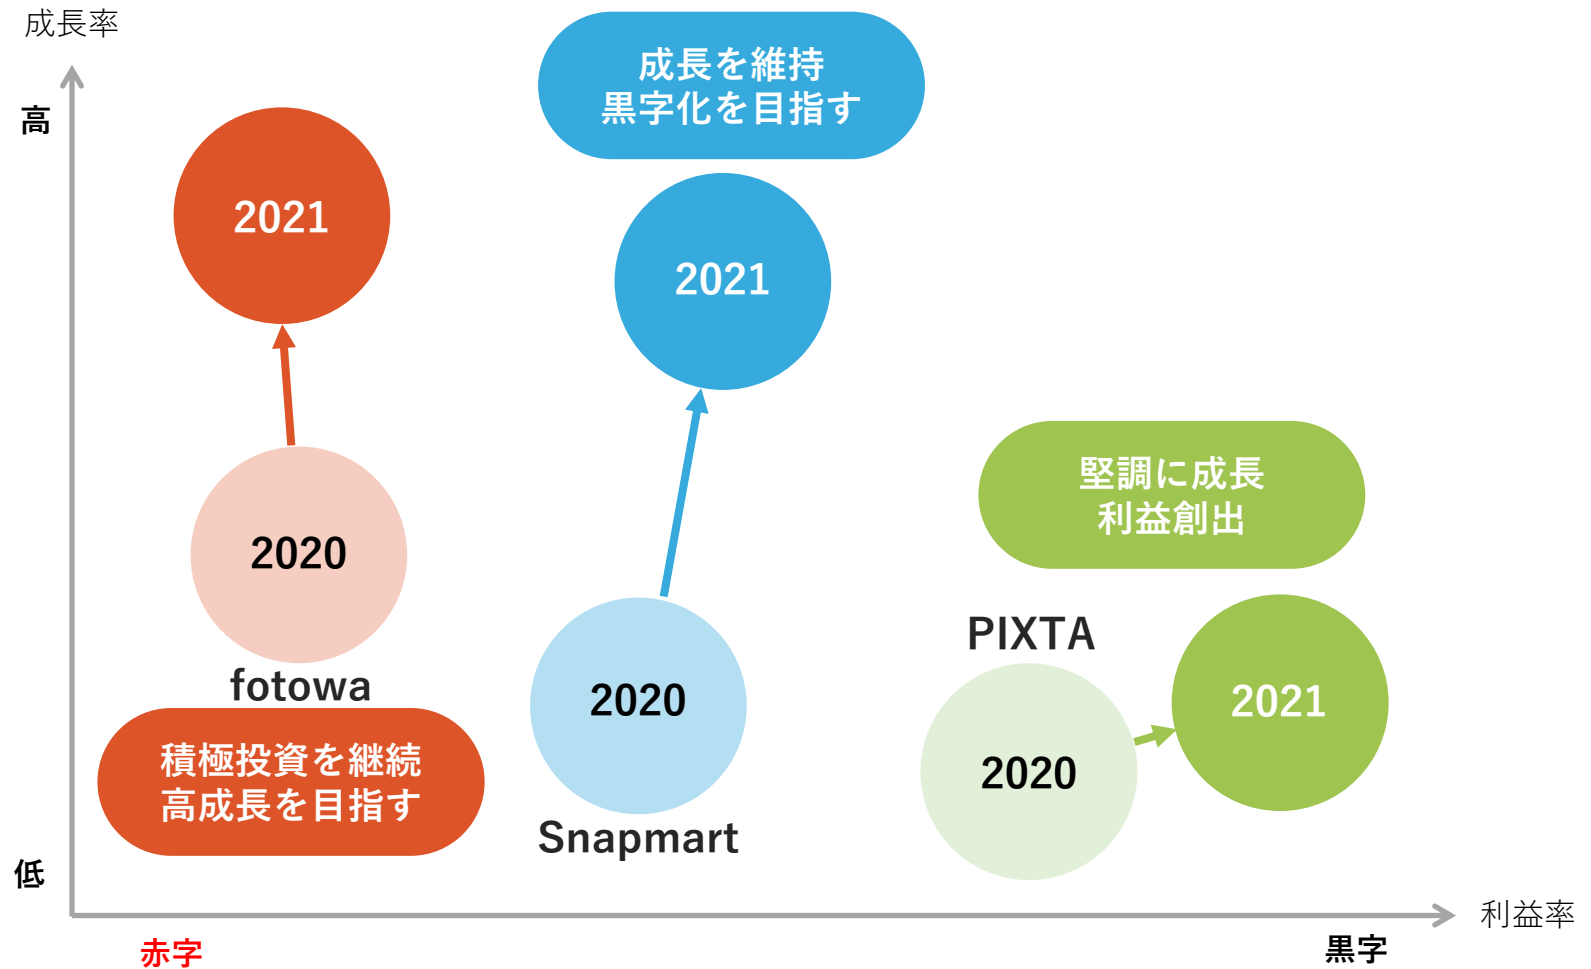 成長率
高
成長を維持
黒字化を目指す
2021
2021
堅調に成長
利益創出
2020
fotowa
PIXTA
2020
2021
2020
積極投資を継続
高成長を目指す
Snapmart
低
利益率
赤字
黒字